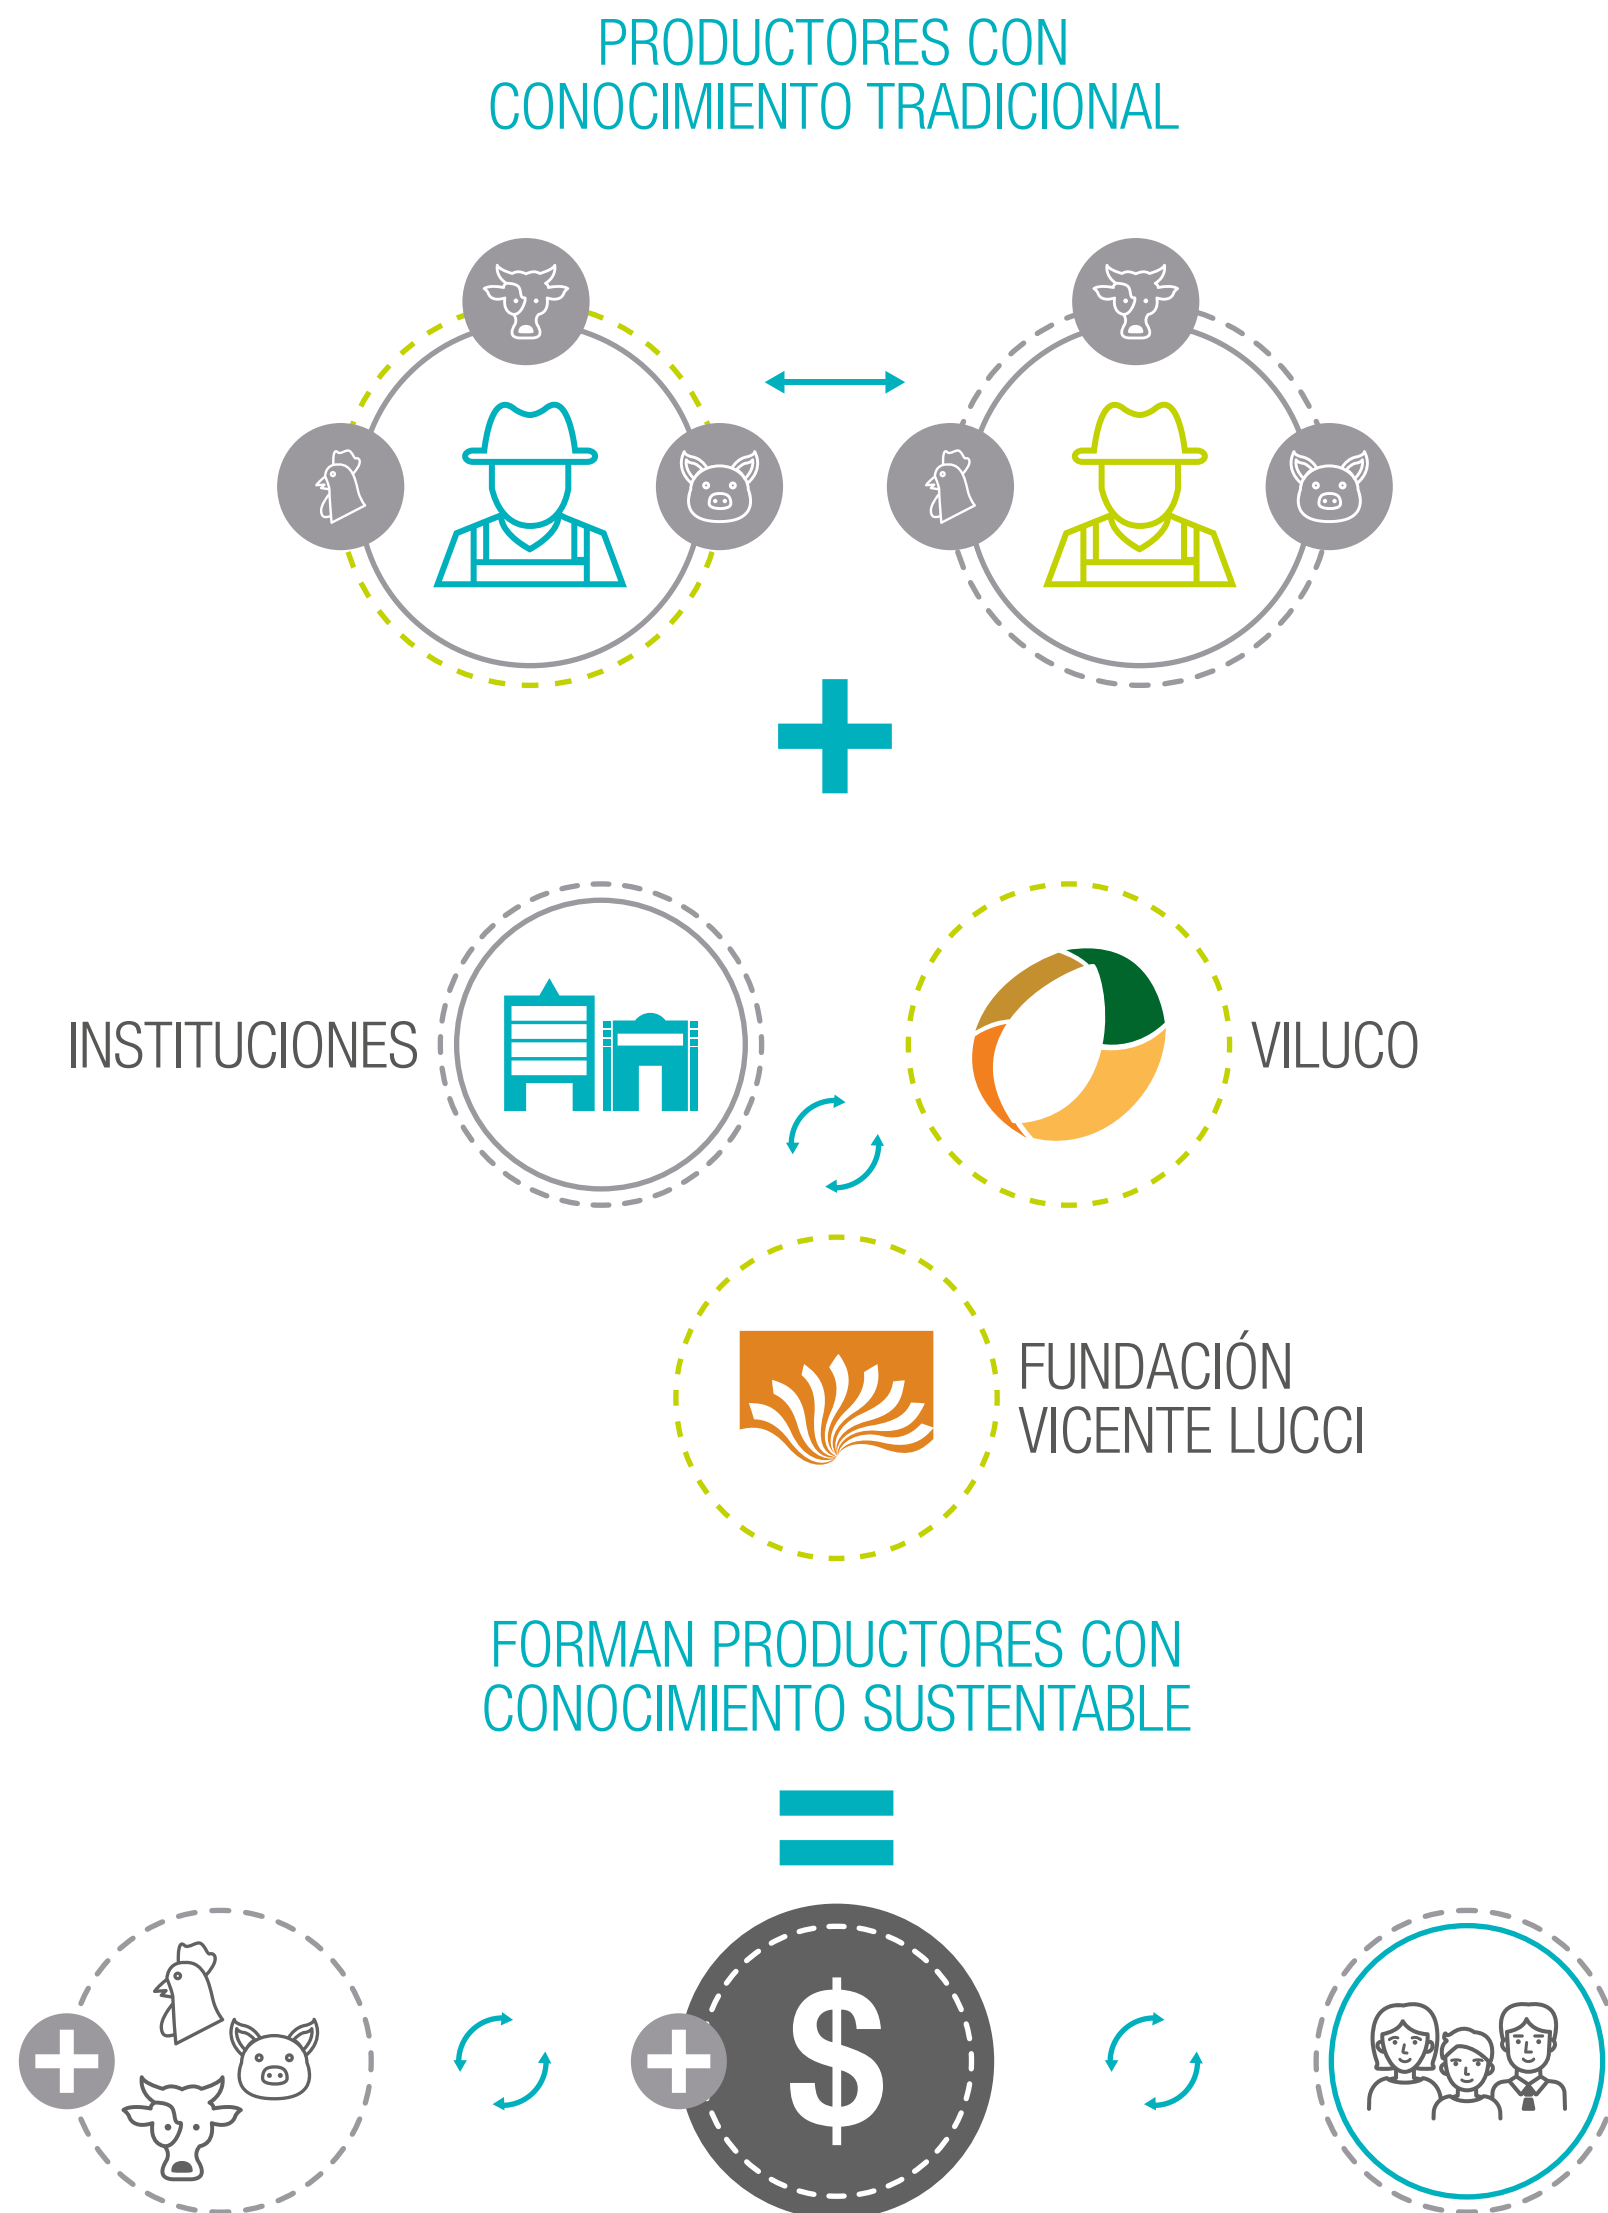 PRODUCTORES CON
CONOCIMIENTO TRADICIONAL
INSTITUCIONES
VILUCO
FUNDACIÓN
VICENTE LUCCI
FORMAN PRODUCTORES CON
CONOCIMIENTO SUSTENTABLE
$